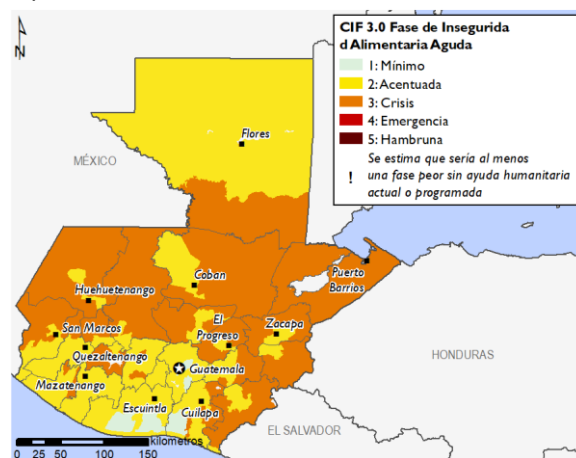 CIF 3.0 Fase de Insegurida
d Alimentaria Aguda
1: Mínimo
2: Acentuada
3: Crisis
4: Emergencia
5: Hambruna
Se estima que sería al menos
! una fase peor sin ayuda humanitaria
actual o programada
N
MÉXICO
Flores
Coban
Puerto
Barrios
Huehuetenango
El
Progreso
Zacapa
San Marcos
Quezaltenango
Guatemala
HONDURAS
Mazatenango
Escuintla
Cuilapa
EL SALVADOR
kilómetros
0 25 50 100 150